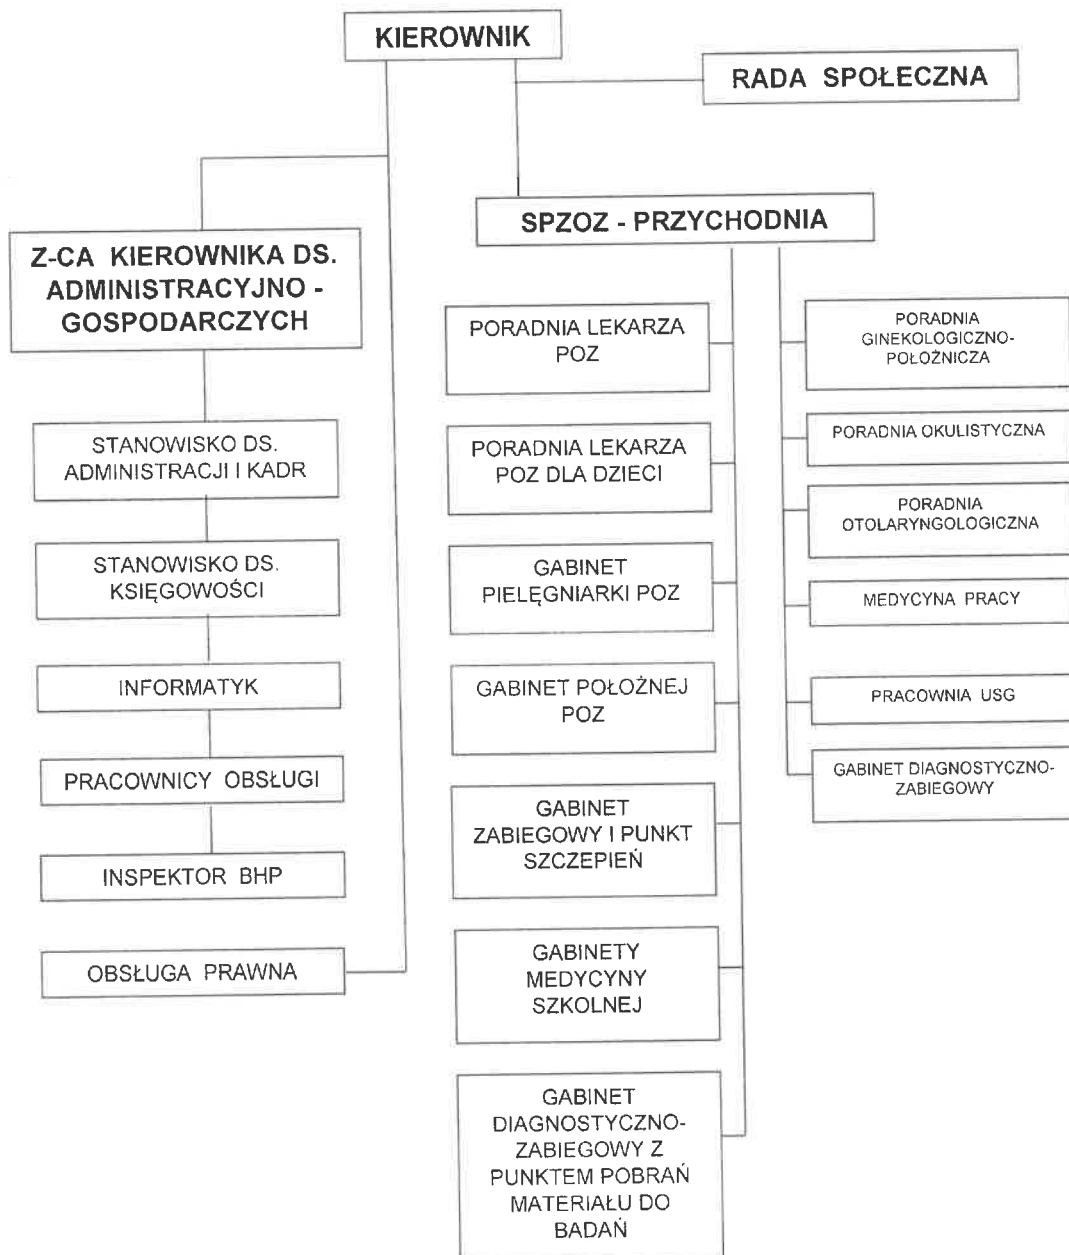 KIEROWNIK
RADA SPOŁECZNA
SPZOZ - PRZYCHODNIA
Z-CA KIEROWNIKA DS.
ADMINISTRACYJNO -
GOSPODARCZYCH
STANOWISKO DS.
ADMINISTRACJI I KADR
STANOWISKO DS.
KSIĘGOWOŚCI
INFORMATYK
PRACOWNICY OBSŁUGI
INSPEKTOR BHP
OBSŁUGA PRAWNA
PORADNIA LEKARZA
POZ
PORADNIA LEKARZA
POZ DLA DZIECI
GABINET
PIELĘGNIARKI POZ
GABINET POŁOŻNEJ
POZ
GABINET
ZABIEGOWY I PUNKT
SZCZEPIEŃ
GABINETY
MEDYCYNY
SZKOLNEJ
GABINET
DIAGNOSTYCZNO-
ZABIEGOWY Z
PUNKTEM POBRAŃ
MATERIAŁU DO
BADAŃ
PORADNIA
GINEKOLOGICZNO-
POŁOŻNICZA
PORADNIA OKULISTYCZNA
PORADNIA
OTOLARYNGOLOGICZNA
MEDYCYNA PRACY
PRACOWNIA USG
GABINET DIAGNOSTYCZNO-
ZABIEGOWY